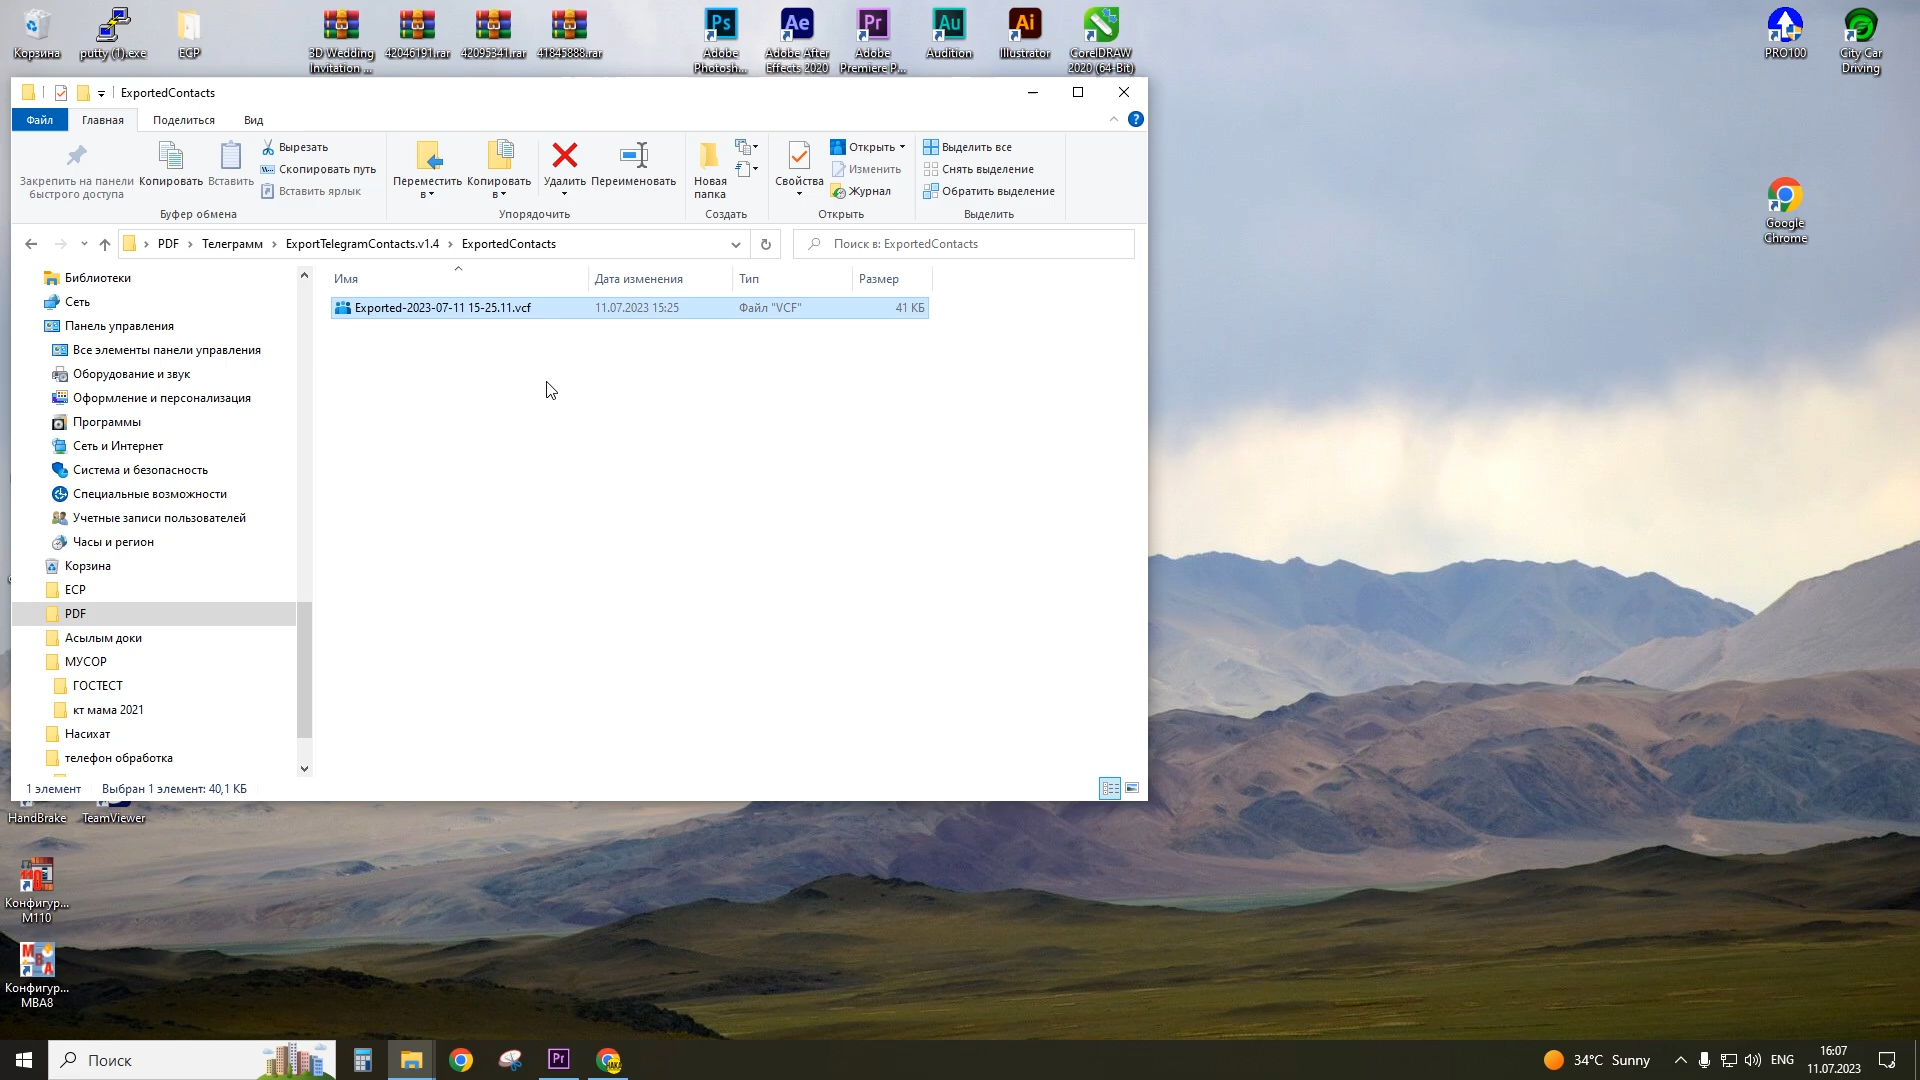 Корзина
putty (1).exe
ECP
3D Wedding
Invitation ...
42046191.rar
42095341.rar
41845888.rar
Adobe
Photosh...
Adobe After
Effects 2020
Adobe
Premiere P...
Audition
Illustrator
CorelDRAW
2020 (64-Bit)
PRO100
City Car
Driving
ExportedContacts
Файл
Главная
Поделиться
Вид
Закрепить на панели
быстрого доступа
Копировать
Вставить
Вырезать
Скопировать путь
Вставить ярлык
Переместить
в
Копировать
в
Удалить
Переименовать
Новая
папка
Свойства
Открыть
Изменить
Журнал
Выделить все
Снять выделение
Обратить выделение
Буфер обмена
Упорядочить
Создать
Открыть
Выделить
PDF
Телеграмм
ExportTelegramContacts.v1.4
ExportedContacts
Поиск в: ExportedContacts
Google
Chrome
Имя
Дата изменения
Тип
Размер
Exported-2023-07-11 15-25.11.vcf
11.07.2023 15:25
Файл "VCF"
41 КБ
Библиотеки
Сеть
Панель управления
Все элементы панели управления
Оборудование и звук
Оформление и персонализация
Программы
Сеть и Интернет
Система и безопасность
Специальные возможности
Учетные записи пользователей
Часы и регион
Корзина
ECP
PDF
Асылым доки
МУСОР
ГОСТЕСТ
кт мама 2021
Насихат
телефон обработка
1 элемент
Выбран 1 элемент: 40,1 КБ
HandBrake
TeamViewer
Конфигур...
M110
Конфигур...
MBA8
Поиск
34°C Sunny
ENG
16:07
11.07.2023